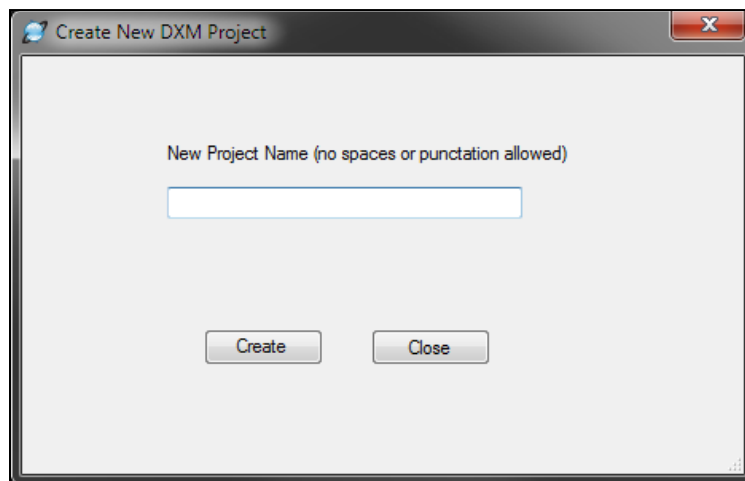 Create New DXM Project
New Project Name (no spaces or punctation allowed)
Create
Close